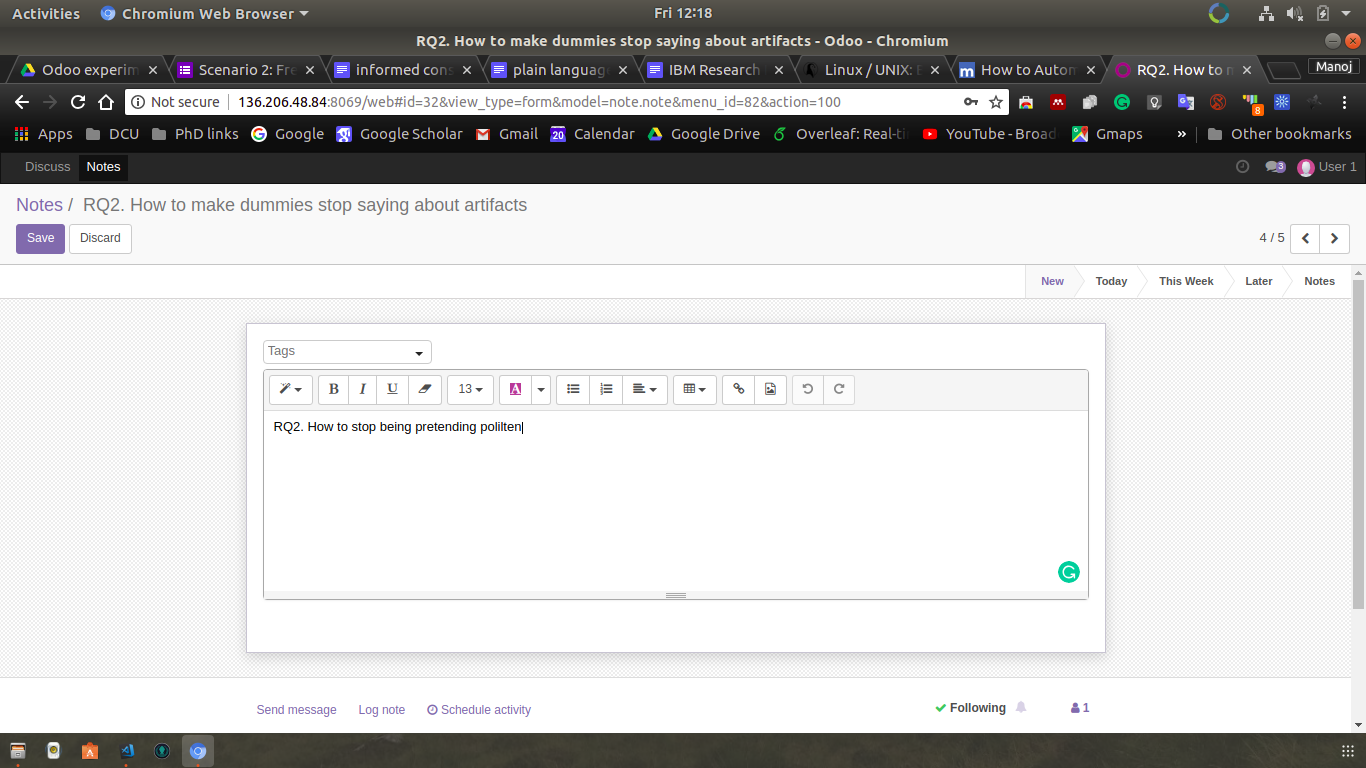 Activities Chromium Web Browser Fri 12:18
RQ2. How to make dummies stop saying about artifacts - Odoo - Chromium
Odoo experim Scenario 2: Fre informed cons plain language IBM Research Linux / UNIX: How to Autom RQ2. How to Manoj
Not secure 136.206.48.84:8069/web#id=32&view_type=form&model=note.note&menu_id=82&action=100 8
Apps DCU PhD links Google Google Scholar Gmail 20 Calendar Google Drive Overleaf: Real-ti YouTube - Broad Gmaps » Other bookmarks
Discuss Notes 3 User 1
Notes / RQ2. How to make dummies stop saying about artifacts
Save Discard 4 / 5
New Today This Week Later Notes
Tags
B I U 13 A
RQ2. How to stop being pretending polilten
Send message Log note Schedule activity Following 1